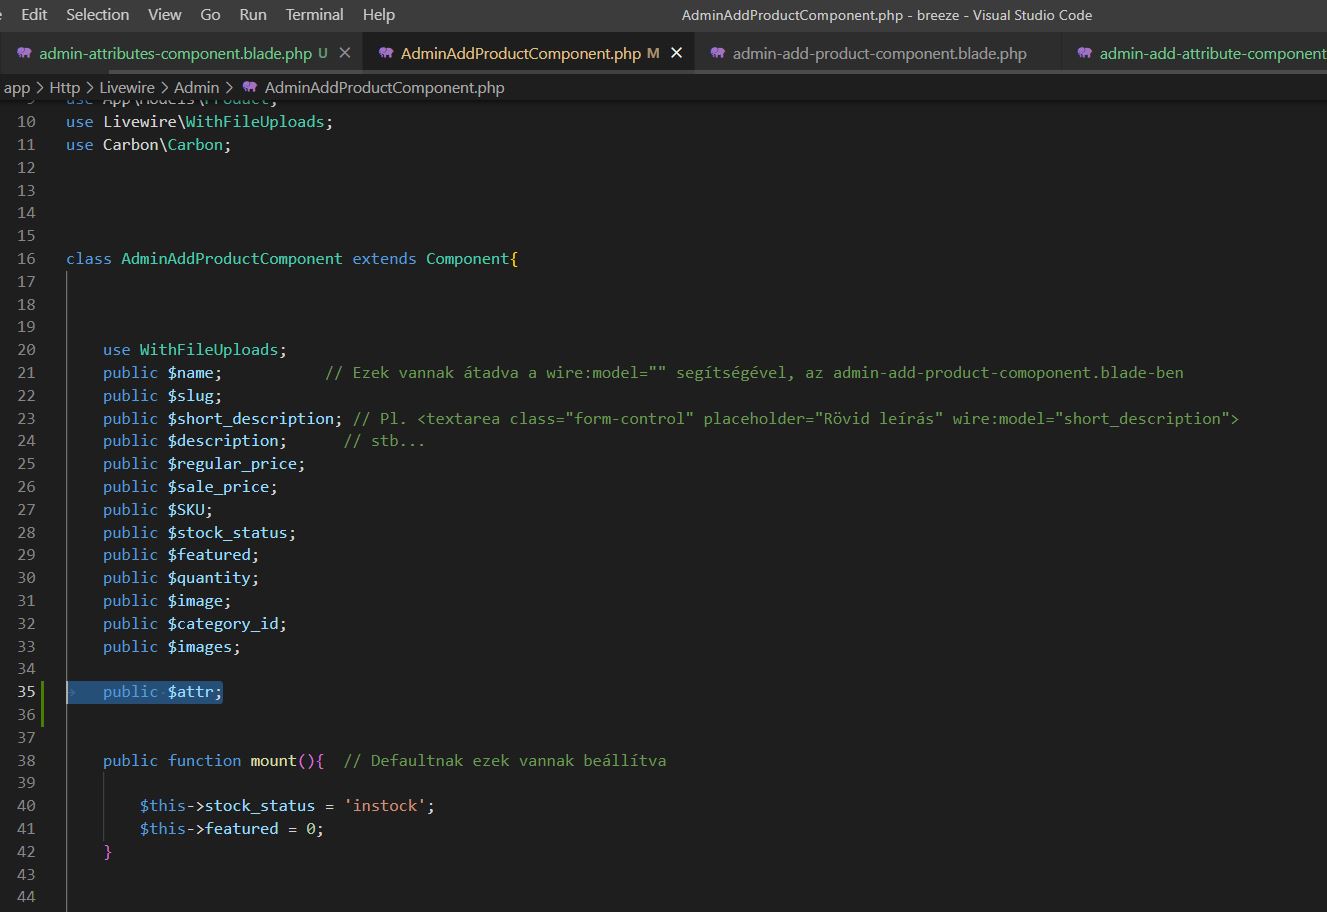 Edit Selection View Go Run Terminal Help AdminAddProductComponent.php - breeze - Visual Studio Code
admin-attributes-component.blade.php U AdminAddProductComponent.php M admin-add-product-component.blade.php admin-add-attribute-component
app > Http > Livewire > Admin > AdminAddProductComponent.php
9 use App\Models\Product;
10 use Livewire\WithFileUploads;
11 use Carbon\Carbon;
12
13
14
15
16 class AdminAddProductComponent extends Component{
17
18
19
20 use WithFileUploads;
21 public $name; // Ezek vannak átadva a wire:model="" segítségével, az admin-add-product-comoponent.blade-ben
22 public $slug;
23 public $short_description; // Pl. <textarea class="form-control" placeholder="Rövid leírás" wire:model="short_description">
24 public $description; // stb...
25 public $regular_price;
26 public $sale_price;
27 public $SKU;
28 public $stock_status;
29 public $featured;
30 public $quantity;
31 public $image;
32 public $category_id;
33 public $images;
34
35 public $attr;
36
37
38 public function mount(){ // Defaultnak ezek vannak beállítva
39
40 $this->stock_status = 'instock';
41 $this->featured = 0;
42 }
43
44